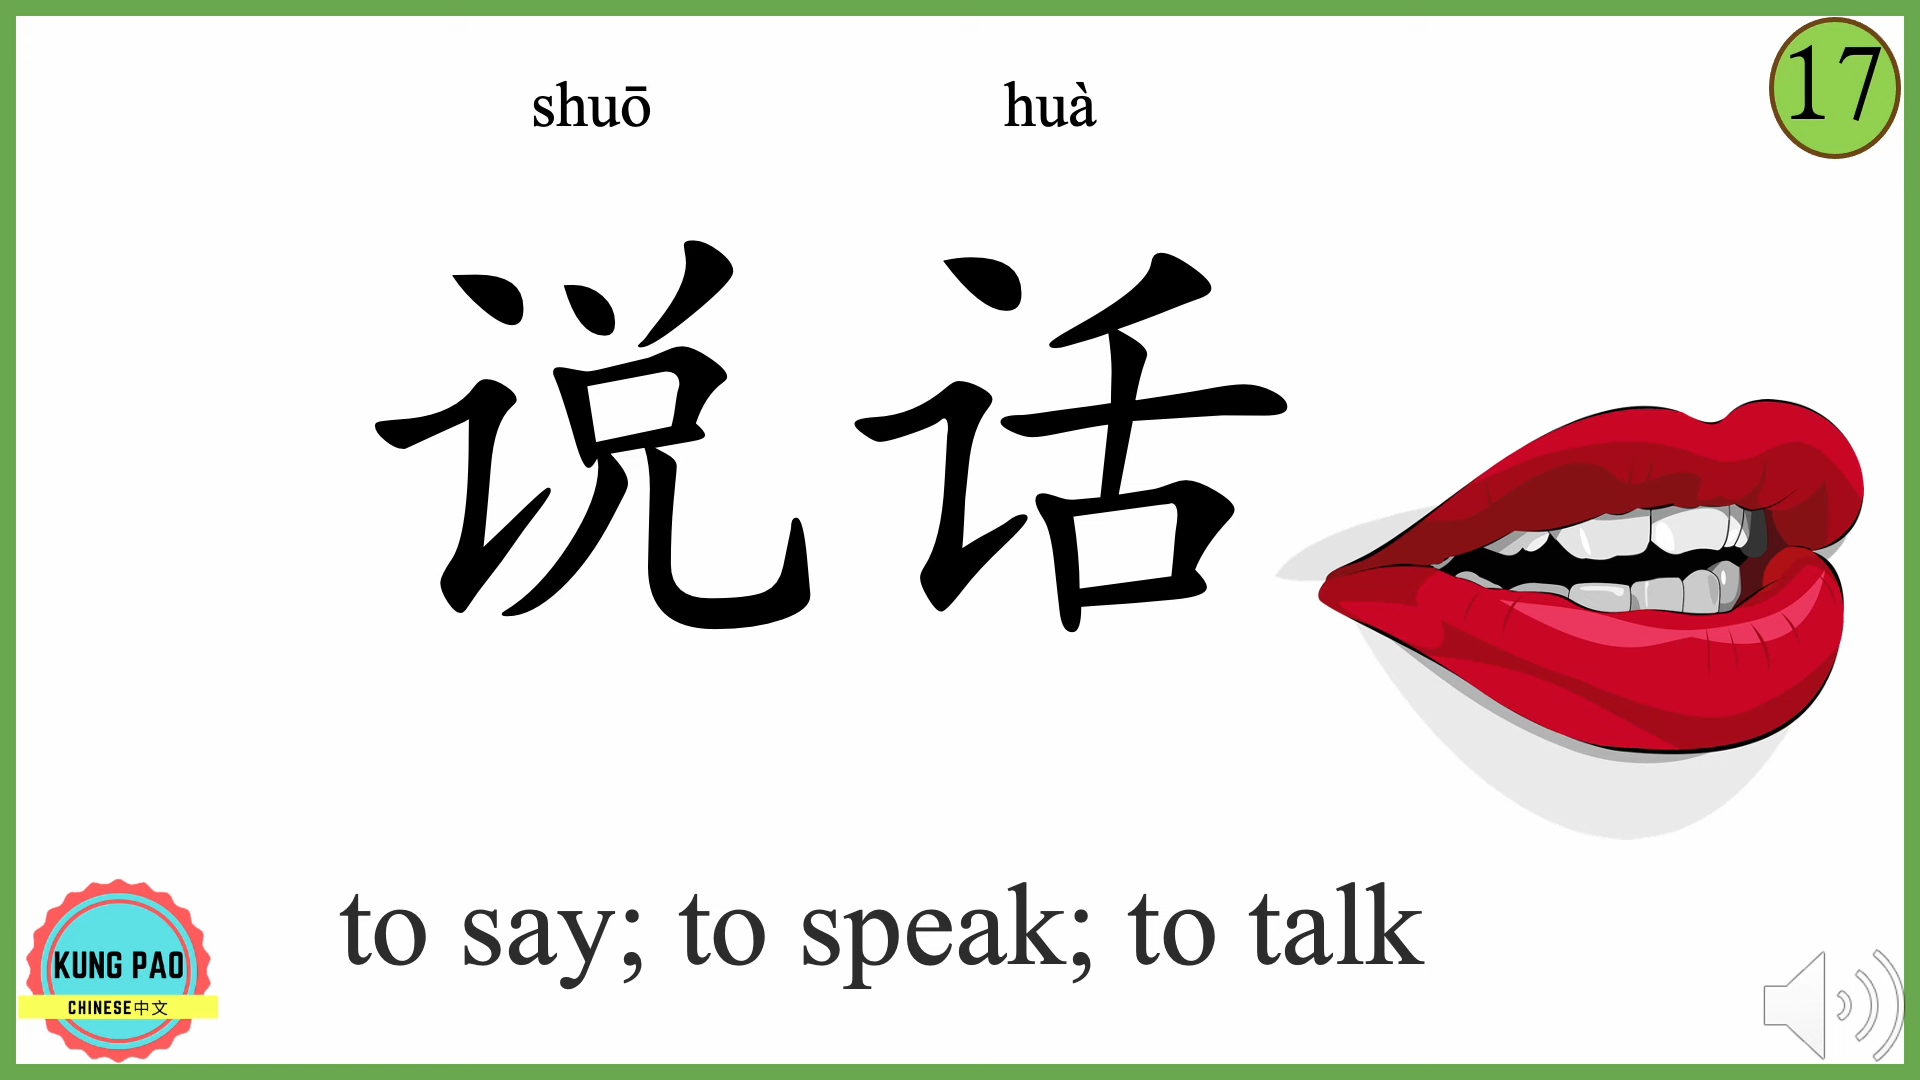 17
shuō huà
说话
to say; to speak; to talk
KUNG PAO
CHINESE中文